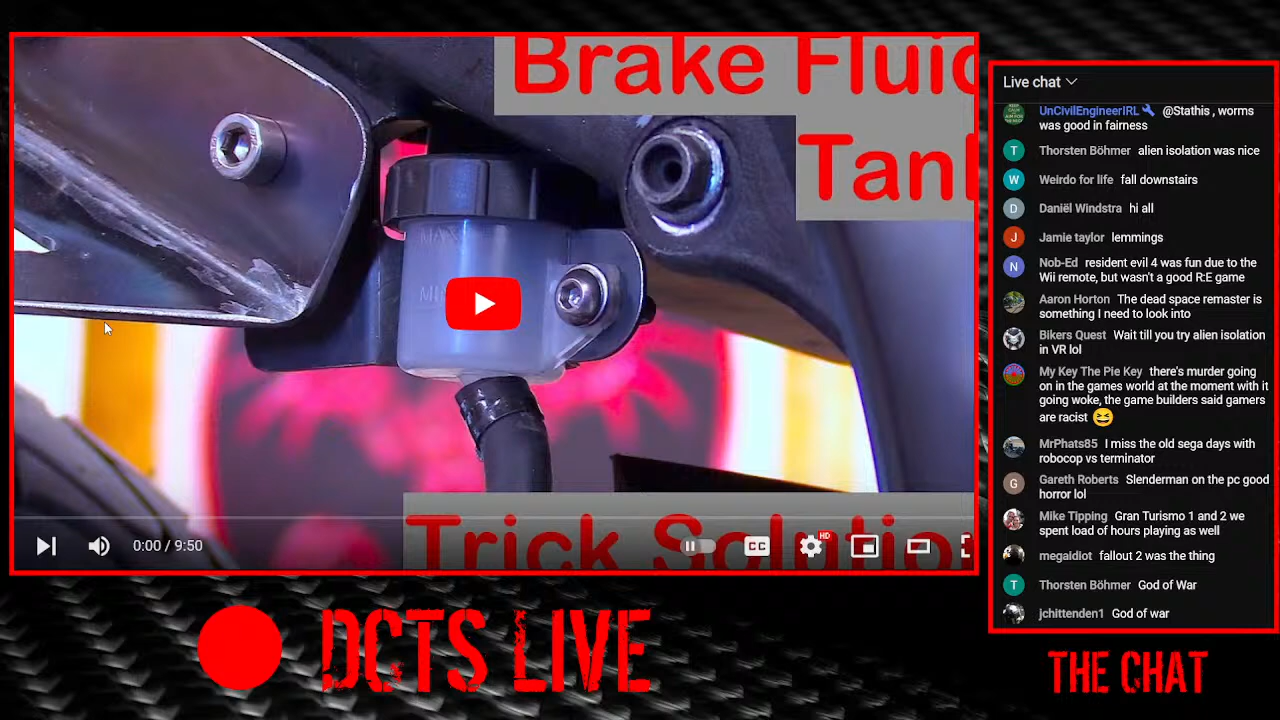 Brake Fluid
Tank
MAX
Trick Solution
0:00 / 9:50
CC
HD
DCTS LIVE
Live chat
UnCivilEngineerIRL @Stathis , worms
was good in fairness
T Thorsten Böhmer alien isolation was nice
W Weirdo for life fall downstairs
D Daniël Windstra hi all
J Jamie taylor lemmings
N Nob-Ed resident evil 4 was fun due to the
Wii remote, but wasn't a good R:E game
Aaron Horton The dead space remaster is
something I need to look into
Bikers Quest Wait till you try alien isolation
in VR lol
My Key The Pie Key there's murder going
on in the games world at the moment with it
going woke, the game builders said gamers
are racist 😆
MrPhats85 I miss the old sega days with
robocop vs terminator
G Gareth Roberts Slenderman on the pc good
horror lol
Mike Tipping Gran Turismo 1 and 2 we
spent load of hours playing as well
megaldlot fallout 2 was the thing
T Thorsten Böhmer God of War
jchittenden1 God of war
THE CHAT